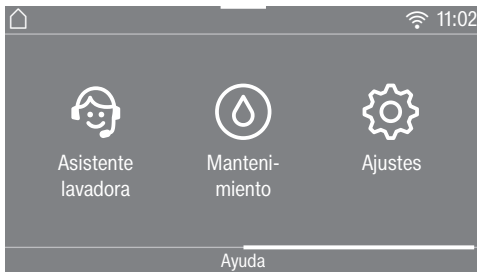 11:02
Asistente
lavadora
Manteni-
miento
Ajustes
Ayuda